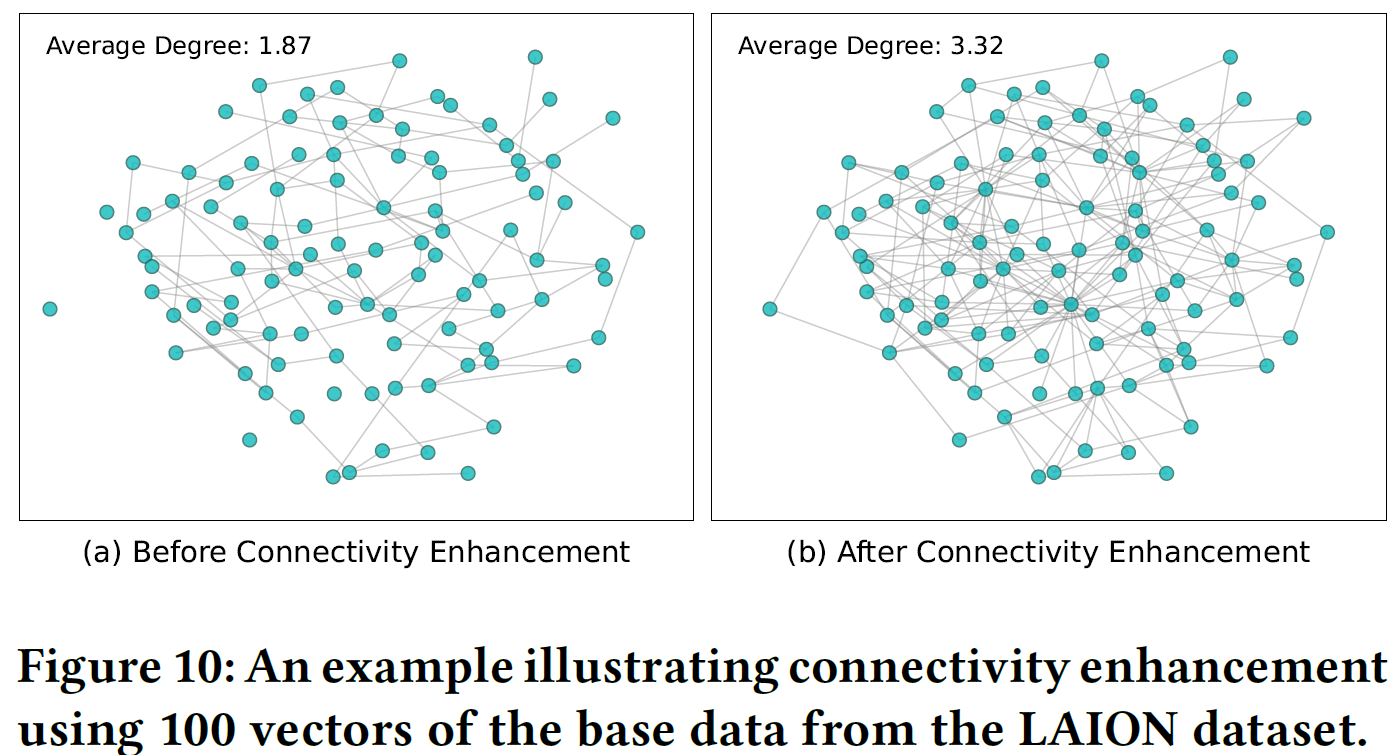 Average Degree: 1.87
Average Degree: 3.32
(a) Before Connectivity Enhancement
(b) After Connectivity Enhancement
Figure 10: An example illustrating connectivity enhancement
using 100 vectors of the base data from the LAION dataset.